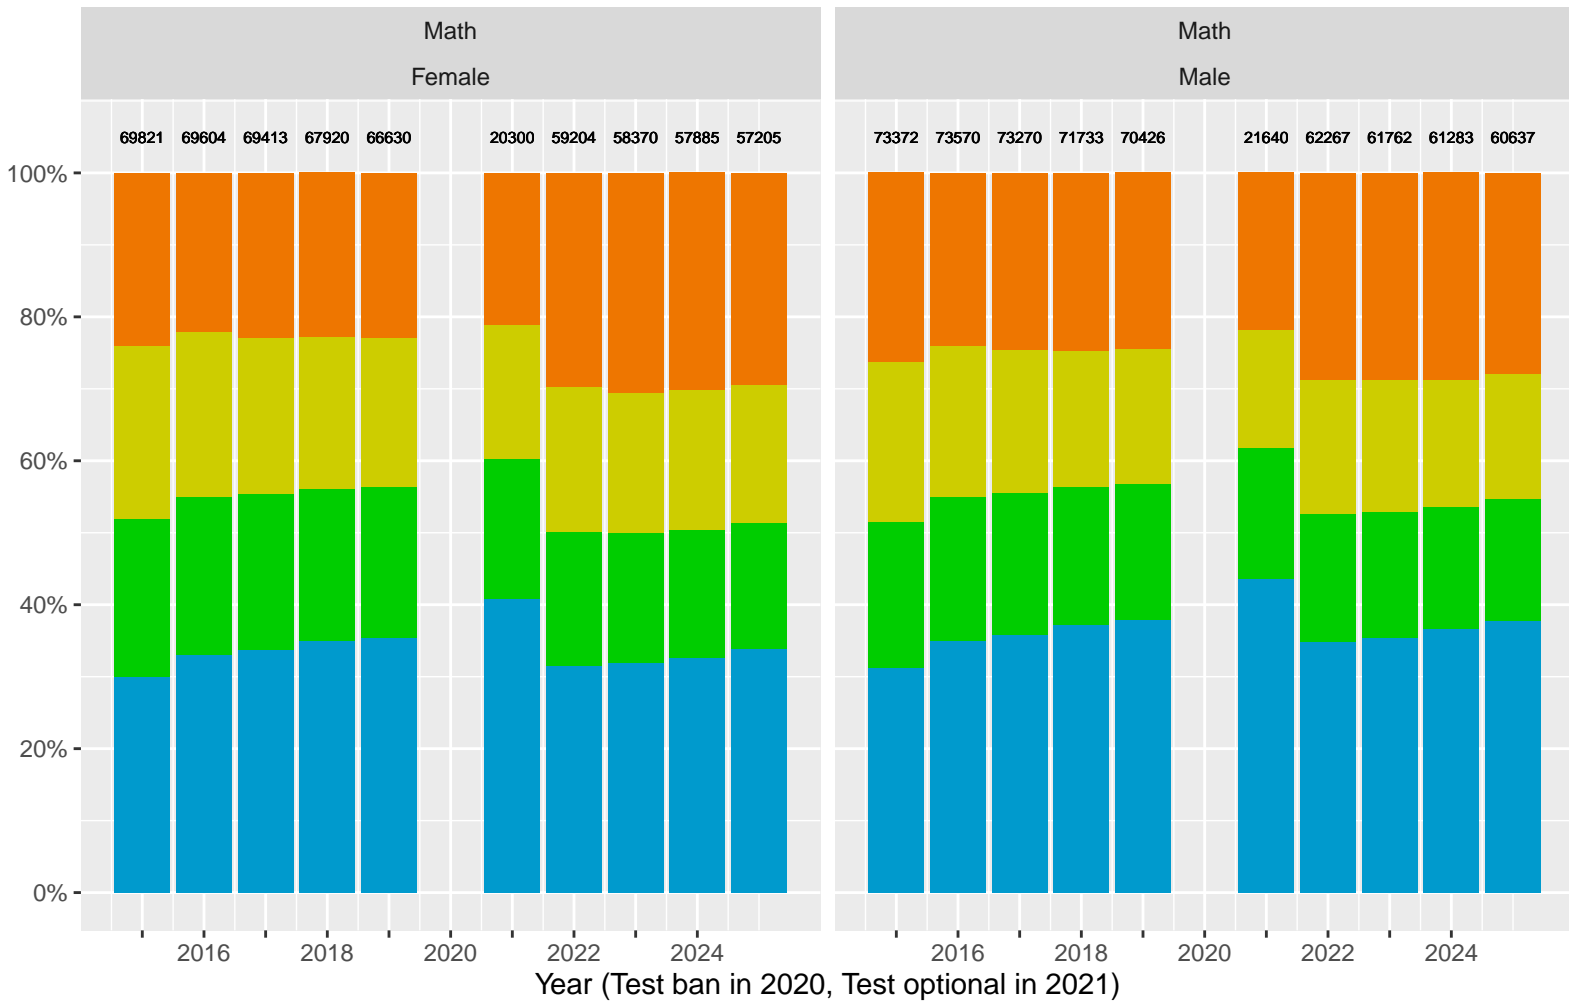 Math Math
Female Male
69821 69604 69413 67920 66630 20300 59204 58370 57885 57205 73372 73570 73270 71733 70426 21640 62267 61762 61283 60637
100%
80%
60%
40%
20%
0%
2016 2018 2020 2022 2024 2016 2018 2020 2022 2024
Year (Test ban in 2020, Test optional in 2021)